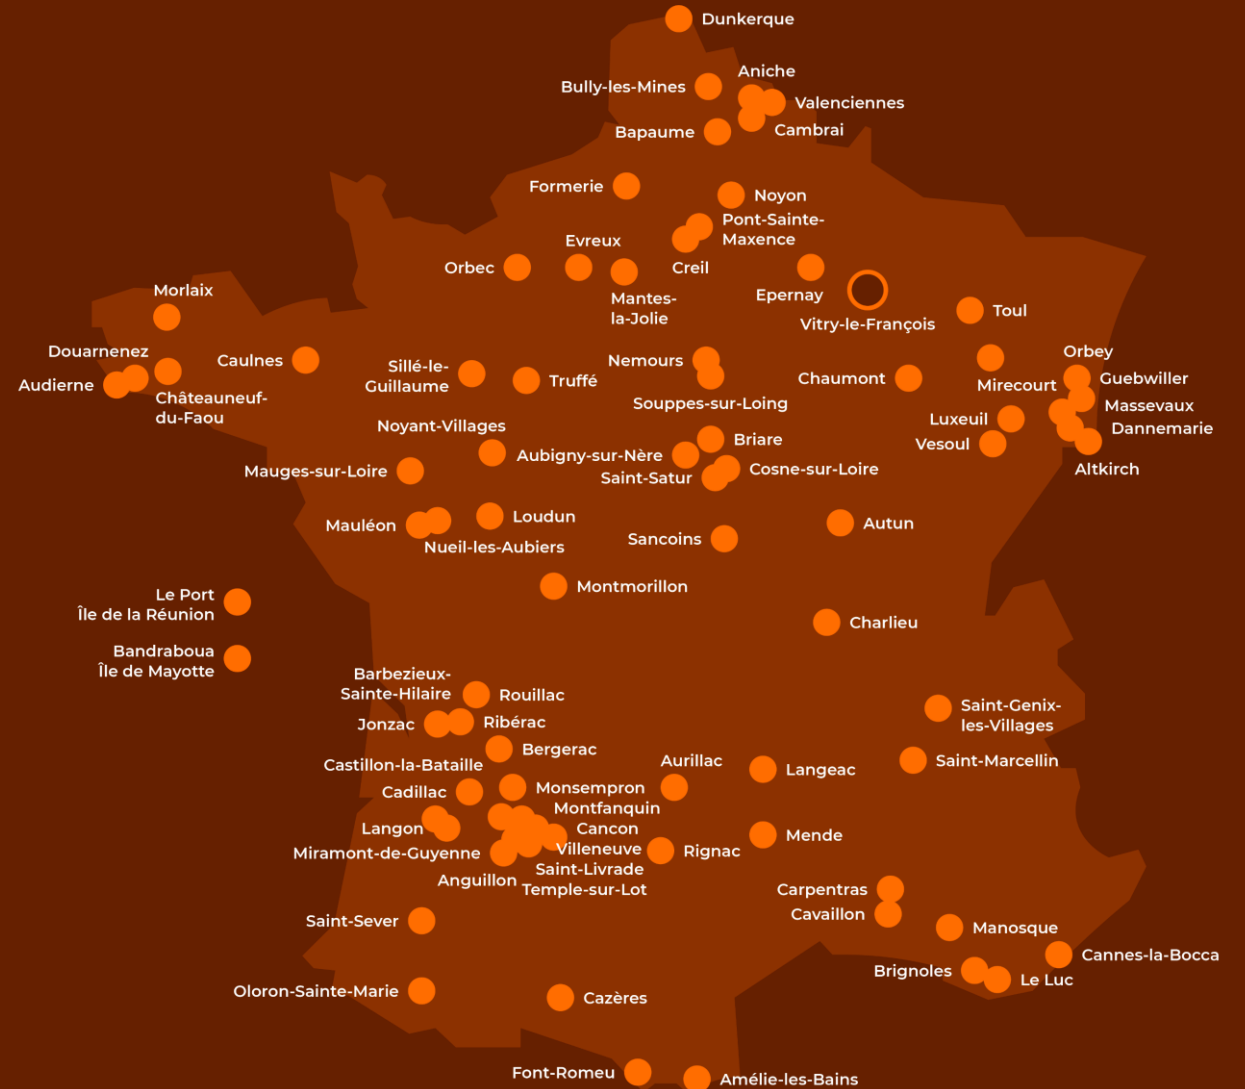 Dunkerque
Aniche
Bully-les-Mines
Valenciennes
Bapaume
Cambrai
Formerie
Noyon
Pont-Sainte-
Maxence
Evreux
Orbec
Creil
Mantes-
la-Jolie
Epernay
Vitry-le-François
Toul
Morlaix
Douarnenez
Audierne
Châteauneuf-
du-Faou
Caulnes
Sillé-le-
Guillaume
Truffé
Nemours
Souppes-sur-Loing
Chaumont
Mirecourt
Orbey
Guebwiller
Massevaux
Dannemarie
Altkirch
Luxeuil
Vesoul
Noyant-Villages
Mauges-sur-Loire
Aubigny-sur-Nère
Briare
Cosne-sur-Loire
Saint-Satur
Mauléon
Nueil-les-Aubiers
Loudun
Sancoins
Autun
Montmorillon
Charlieu
Le Port
Île de la Réunion
Bandraboua
Île de Mayotte
Barbezieux-
Sainte-Hilaire
Rouillac
Jonzac
Ribérac
Bergerac
Castillon-la-Bataille
Cadillac
Monsempron
Montfanquin
Langon
Cancon
Villeneuve
Miramont-de-Guyenne
Saint-Livrade
Anguillon
Temple-sur-Lot
Aurillac
Langeac
Mende
Rignac
Saint-Genix-
les-Villages
Saint-Marcellin
Carpentras
Cavaillon
Manosque
Cannes-la-Bocca
Brignoles
Le Luc
Saint-Sever
Oloron-Sainte-Marie
Cazères
Font-Romeu
Amélie-les-Bains